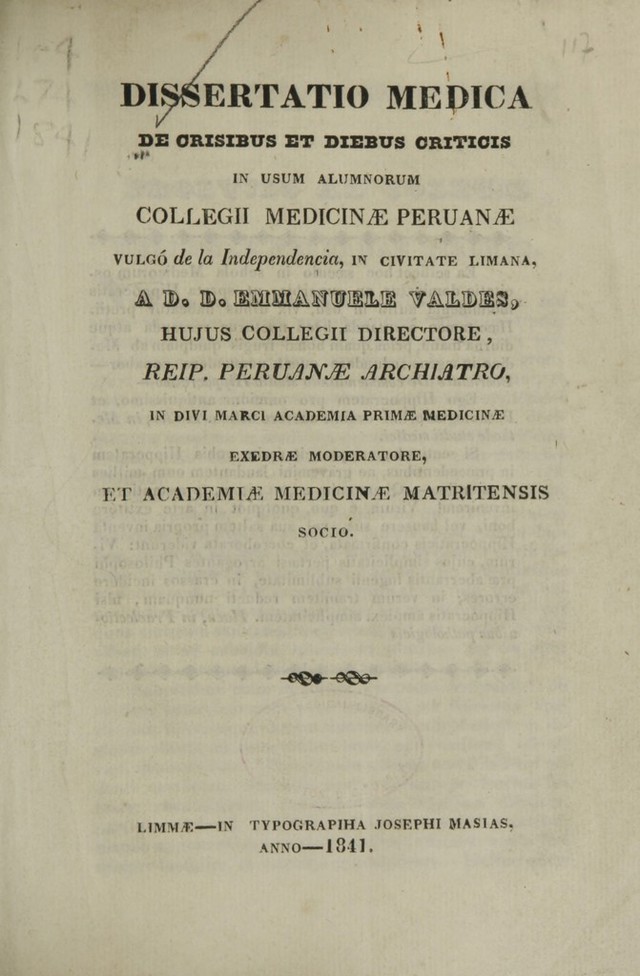 117
DISSERTATIO MEDICA
DE CRISIBUS ET DIEBUS CRITICIS
IN USUM ALUMNORUM
COLLEGII MEDICINÆ PERUANÆ
VULGÓ de la Independencia, IN CIVITATE LIMANA,
A D. D. EMMANUELE VALDES,
HUJUS COLLEGII DIRECTORE,
REIP. PERUANÆ ARCHIATRO,
IN DIVI MARCI ACADEMIA PRIMÆ MEDICINÆ
EXEDRÆ MODERATORE,
ET ACADEMIÆ MEDICINÆ MATRITENSIS
SOCIO.
LIMMÆ—IN TYPOGRAPIHA JOSEPHI MASIAS.
ANNO—1841.